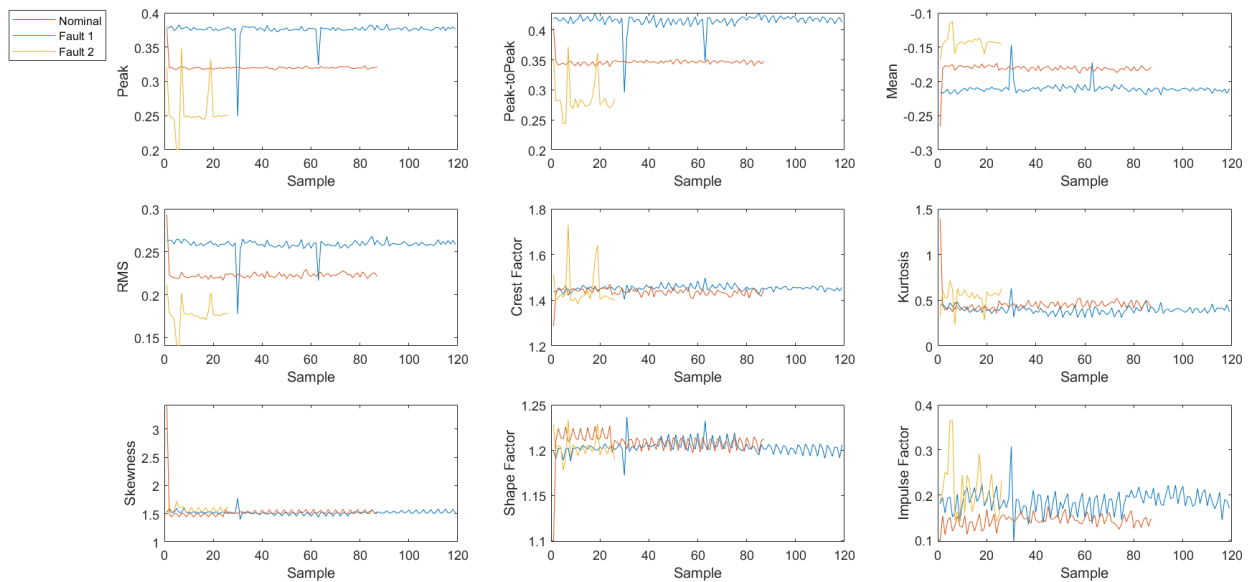 Nominal
Fault 1
Fault 2
0.4
0.35
0.3
0.25
0.2
Peak
0 20 40 60 80 100 120
Sample
0.4
0.35
0.3
0.25
0.2
Peak-toPeak
0 20 40 60 80 100 120
Sample
-0.1
-0.15
-0.2
-0.25
-0.3
Mean
0 20 40 60 80 100 120
Sample
0.3
0.25
0.2
0.15
RMS
0 20 40 60 80 100 120
Sample
1.8
1.6
1.4
1.2
Crest Factor
0 20 40 60 80 100 120
Sample
1.5
1
0.5
0
Kurtosis
0 20 40 60 80 100 120
Sample
3
2.5
2
1.5
1
Skewness
0 20 40 60 80 100 120
Sample
1.25
1.2
1.15
1.1
Shape Factor
0 20 40 60 80 100 120
Sample
0.4
0.3
0.2
0.1
Impulse Factor
0 20 40 60 80 100 120
Sample